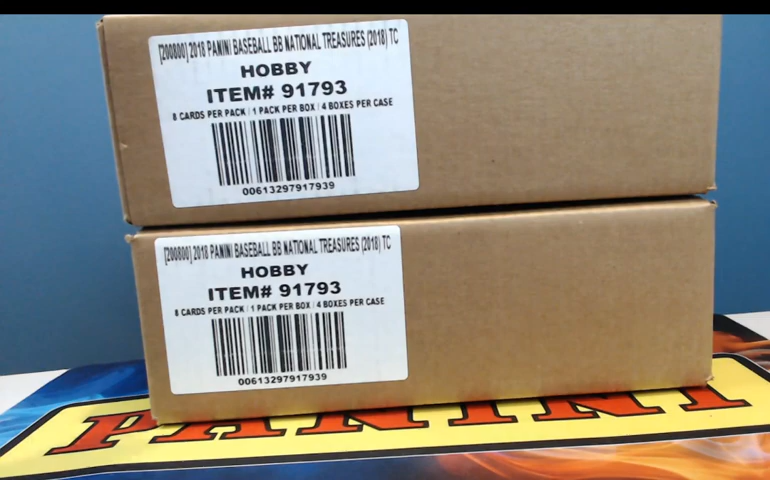 [200800] 2018 PANINI BASEBALL BB NATIONAL TREASURES (2018) TC
HOBBY
ITEM# 91793
8 CARDS PER PACK / 1 PACK PER BOX / 4 BOXES PER CASE
00613297917939
[200800] 2018 PANINI BASEBALL BB NATIONAL TREASURES (2018) TC
HOBBY
ITEM# 91793
8 CARDS PER PACK / 1 PACK PER BOX / 4 BOXES PER CASE
00613297917939
PANINI